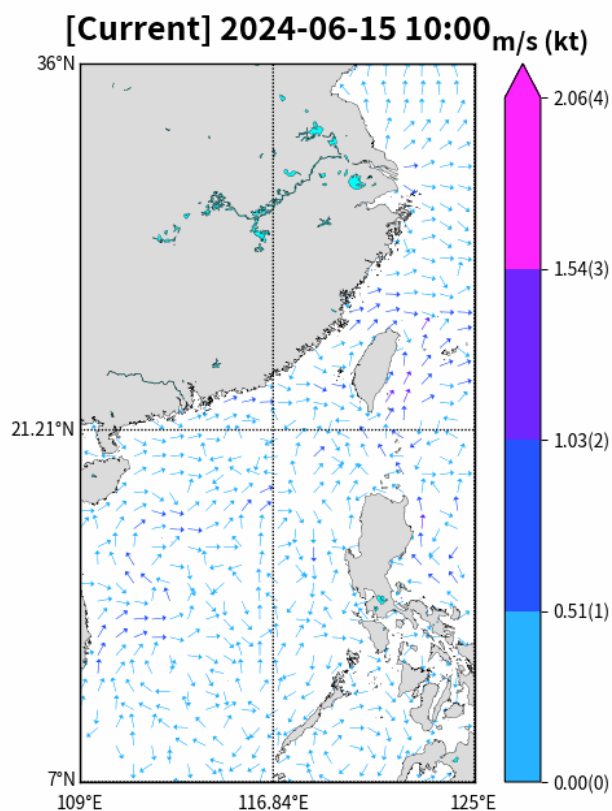 [Current] 2024-06-15 10:00
m/s (kt)
36°N
2.06(4)
1.54(3)
21.21°N
1.03(2)
0.51(1)
7°N
0.00(0)
109°E
116.84°E
125°E